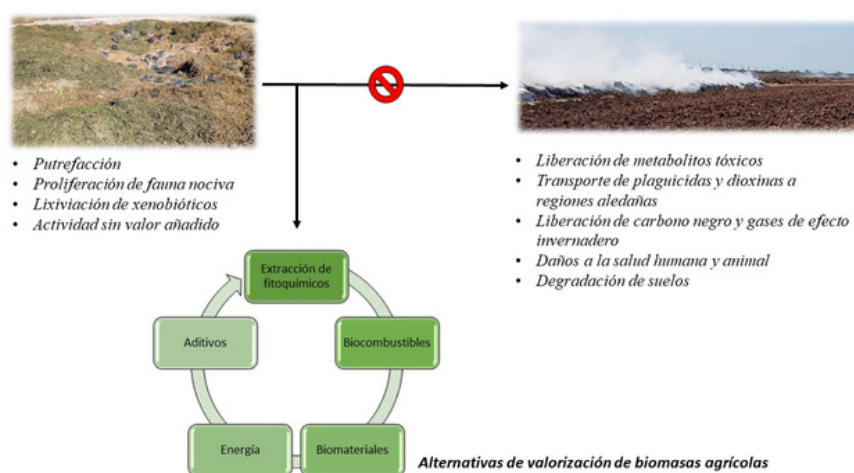 • Putrefacción
• Proliferación de fauna nociva
• Lixiviación de xenobióticos
• Actividad sin valor añadido
• Liberación de metabolitos tóxicos
• Transporte de plaguicidas y dioxinas a
regiones aledañas
• Liberación de carbono negro y gases de efecto
invernadero
• Daños a la salud humana y animal
• Degradación de suelos
Extracción de
fitoquímicos
Biocombustibles
Biomateriales
Energía
Aditivos
Alternativas de valorización de biomasas agrícolas